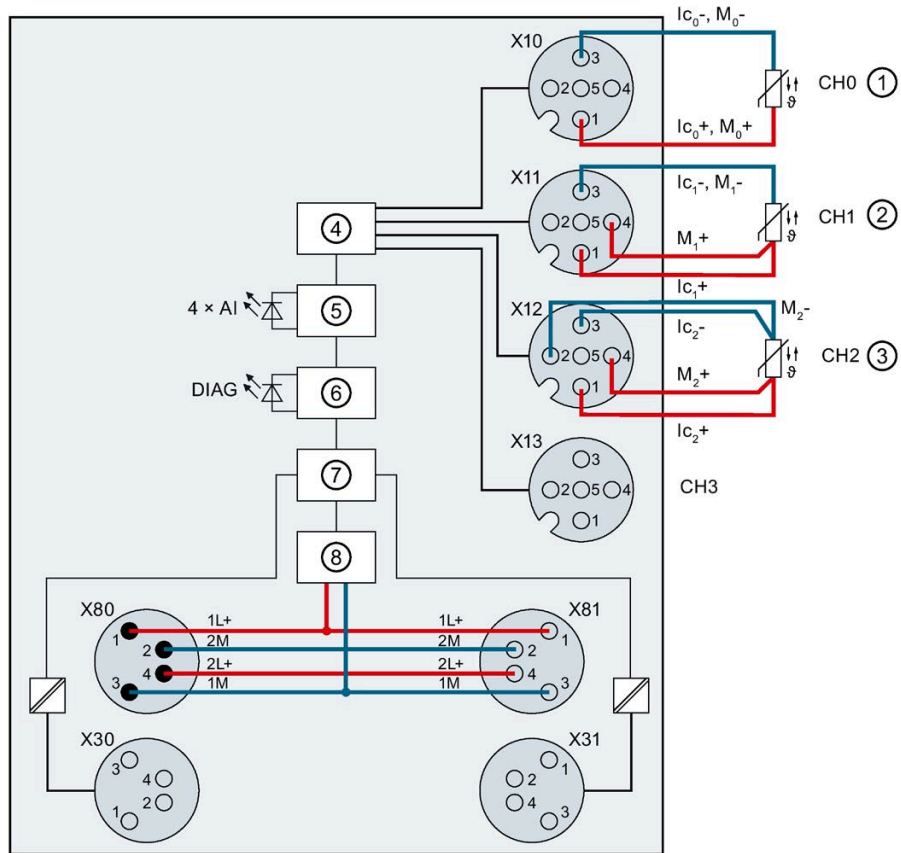 Ic₀-, M₀-
X10
3
2 5 4
1
CH0 ①
Ic₀+, M₀+
X11
3
2 5 4
1
Ic₁-, M₁-
M₁+
ϑ
CH1 ②
Ic₁+
ϑ
④
4 × AI
⑤
X12
3
2 5 4
1
M₂-
Ic₂-
M₂+
ϑ
CH2 ③
Ic₂+
DIAG
⑥
X13
3
2 5 4
1
CH3
⑦
⑧
X80
1
2
4
3
1L+ 1L+
2M 2M
2L+ 2L+
1M 1M
X81
1
2
4
3
X30
3
4
2
1
X31
1
2
4
3